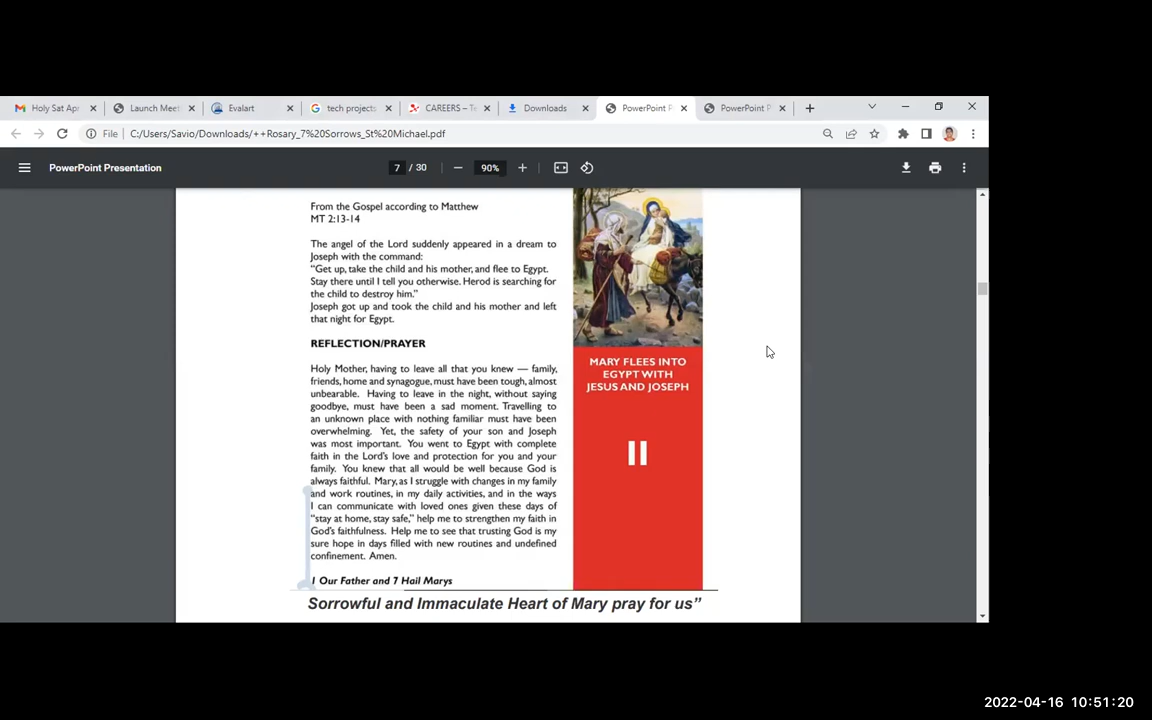 Holy Sat Apr
Launch Meet
Evalart
tech projects
CAREERS – Te
Downloads
PowerPoint P
PowerPoint P
File
C:/Users/Savio/Downloads/++Rosary_7%20Sorrows_St%20Michael.pdf
PowerPoint Presentation
7 / 30
90%
From the Gospel according to Matthew
MT 2:13-14
The angel of the Lord suddenly appeared in a dream to
Joseph with the command:
"Get up, take the child and his mother, and flee to Egypt.
Stay there until I tell you otherwise. Herod is searching for
the child to destroy him."
Joseph got up and took the child and his mother and left
that night for Egypt.
REFLECTION/PRAYER
Holy Mother, having to leave all that you knew — family,
friends, home and synagogue, must have been tough, almost
unbearable. Having to leave in the night, without saying
goodbye, must have been a sad moment. Travelling to
an unknown place with nothing familiar must have been
overwhelming. Yet, the safety of your son and Joseph
was most important. You went to Egypt with complete
faith in the Lord's love and protection for you and your
family. You knew that all would be well because God is
always faithful. Mary, as I struggle with changes in my family
and work routines, in my daily activities, and in the ways
I can communicate with loved ones given these days of
"stay at home, stay safe," help me to strengthen my faith in
God's faithfulness. Help me to see that trusting God is my
sure hope in days filled with new routines and undefined
confinement. Amen.
1 Our Father and 7 Hail Marys
MARY FLEES INTO
EGYPT WITH
JESUS AND JOSEPH
II
Sorrowful and Immaculate Heart of Mary pray for us"
2022-04-16 10:51:20